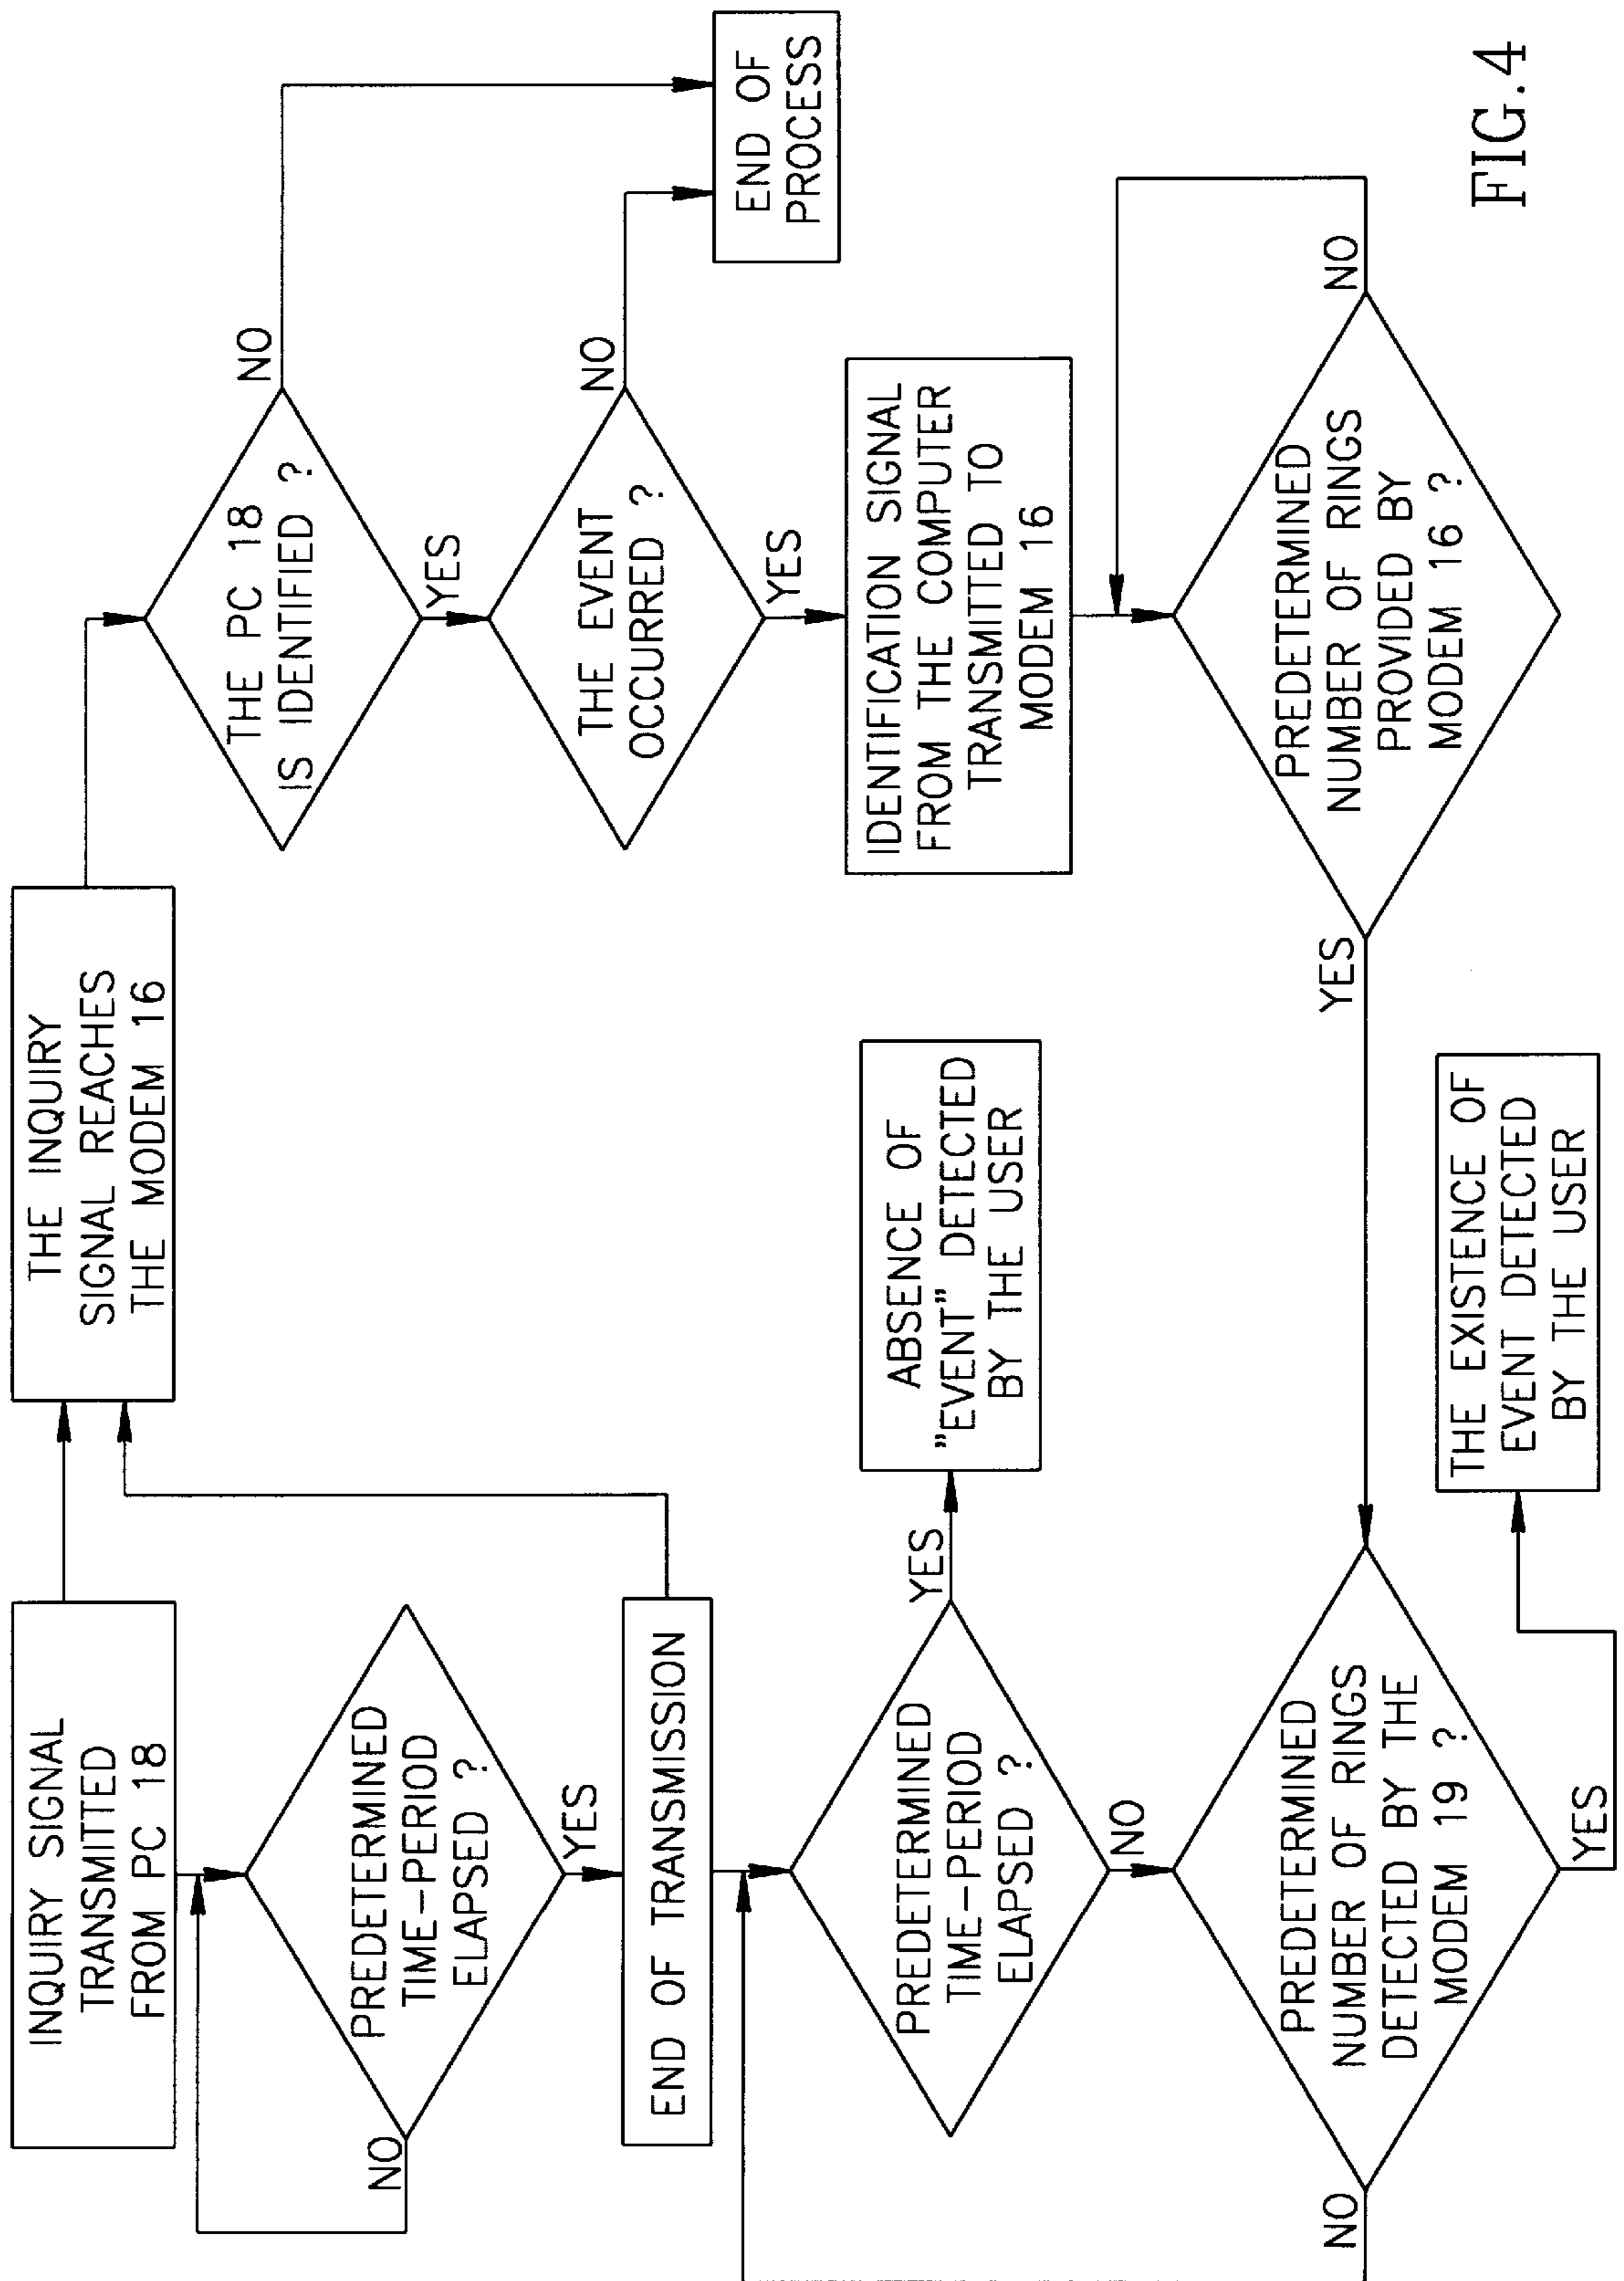 INQUIRY SIGNAL
TRANSMITTED
FROM PC 18
PREDETERMINED
TIME-PERIOD
ELAPSED ?
NO
YES
END OF TRANSMISSION
PREDETERMINED
TIME-PERIOD
ELAPSED ?
YES
NO
ABSENCE OF
"EVENT" DETECTED
BY THE USER
PREDETERMINED
NUMBER OF RINGS
DETECTED BY THE
MODEM 19 ?
NO
YES
THE EXISTENCE OF
EVENT DETECTED
BY THE USER
THE INQUIRY
SIGNAL REACHES
THE MODEM 16
THE PC 18
IS IDENTIFIED ?
NO
YES
THE EVENT
OCCURRED ?
NO
YES
END OF
PROCESS
IDENTIFICATION SIGNAL
FROM THE COMPUTER
TRANSMITTED TO
MODEM 16
PREDETERMINED
NUMBER OF RINGS
PROVIDED BY
MODEM 16 ?
YES
NO
FIG.4